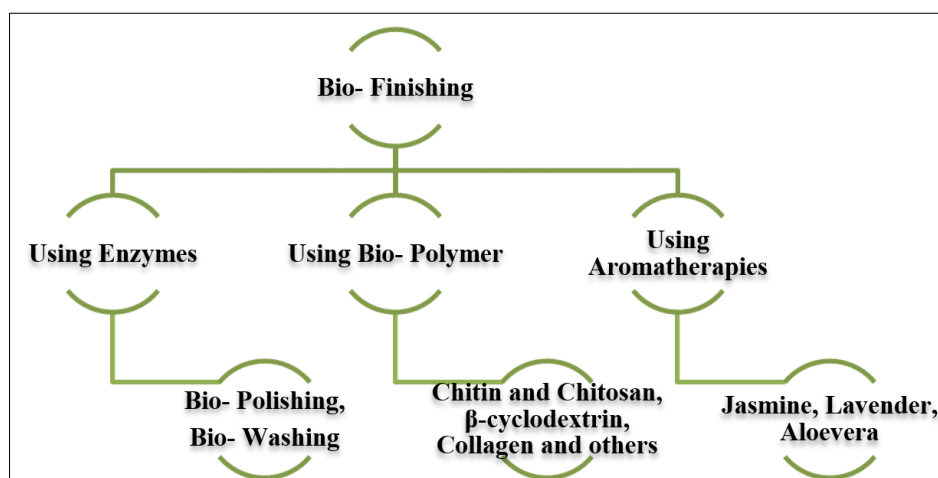 Bio- Finishing
Using Enzymes
Using Bio- Polymer
Using
Aromatherapies
Bio- Polishing,
Bio- Washing
Chitin and Chitosan,
β-cyclodextrin,
Collagen and others
Jasmine, Lavender,
Aloevera